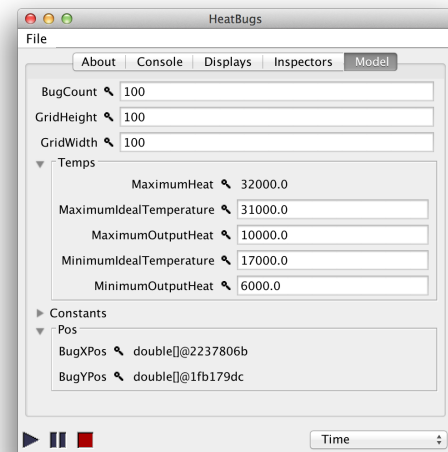 HeatBugs
File
About Console Displays Inspectors Model
BugCount 100
GridHeight 100
GridWidth 100
Temps
MaximumHeat 32000.0
MaximumIdealTemperature 31000.0
MaximumOutputHeat 10000.0
MinimumIdealTemperature 17000.0
MinimumOutputHeat 6000.0
Constants
Pos
BugXPos double[]@2237806b
BugYPos double[]@1fb179dc
Time